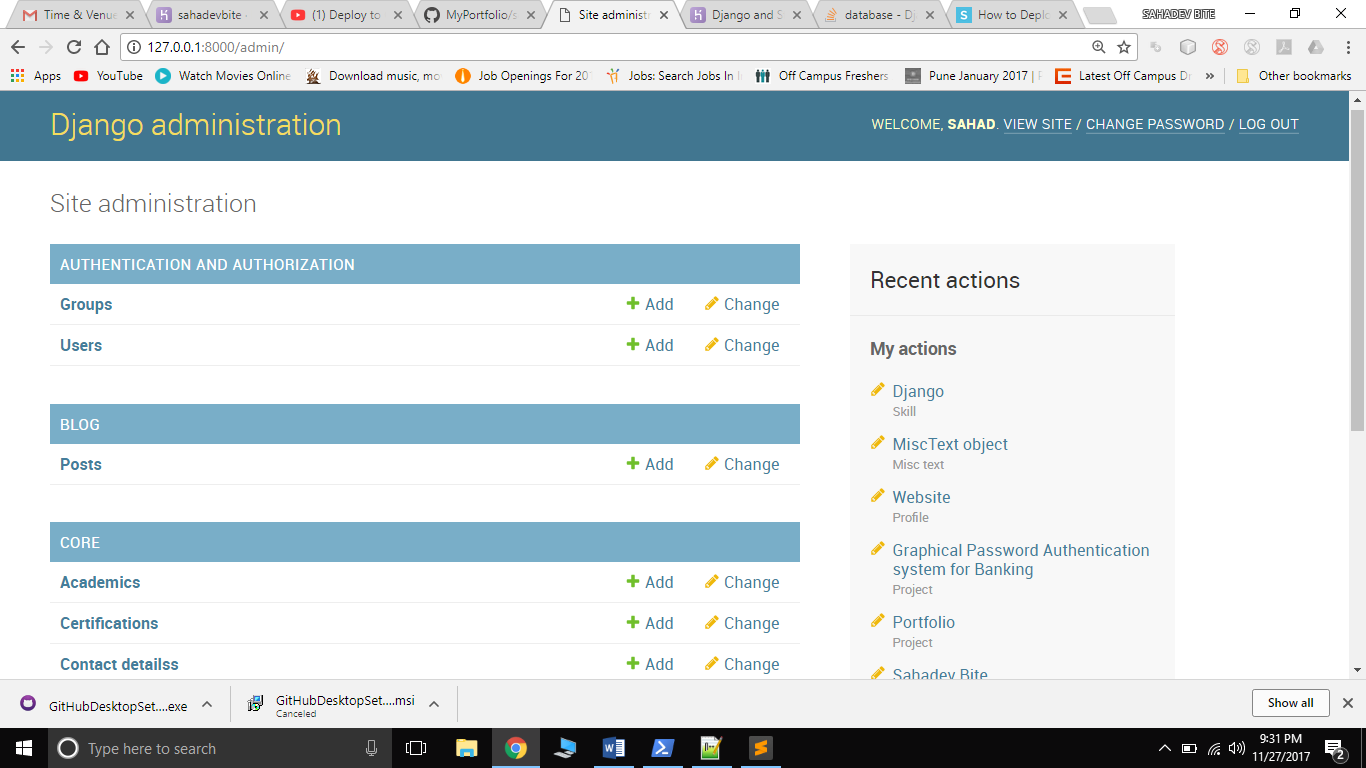 Time & Venue
sahadevbite
(1) Deploy to
MyPortfolio/s
Site administr
Django and S
database - Dj
How to Deplo
SAHADEV BITE
127.0.0.1:8000/admin/
Apps
YouTube
Watch Movies Online
Download music, mo
Job Openings For 20
Jobs: Search Jobs In I
Off Campus Freshers
Pune January 2017 |
Latest Off Campus Dr
»
Other bookmarks
Django administration
WELCOME, SAHAD. VIEW SITE / CHANGE PASSWORD / LOG OUT
Site administration
AUTHENTICATION AND AUTHORIZATION
Groups Add Change
Users Add Change
BLOG
Posts Add Change
CORE
Academics Add Change
Certifications Add Change
Contact detailss Add Change
Recent actions
My actions
Django
Skill
MiscText object
Misc text
Website
Profile
Graphical Password Authentication
system for Banking
Project
Portfolio
Project
Sahadev Bite
GitHubDesktopSet....exe
GitHubDesktopSet....msi
Canceled
Show all
Type here to search
9:31 PM
11/27/2017
2